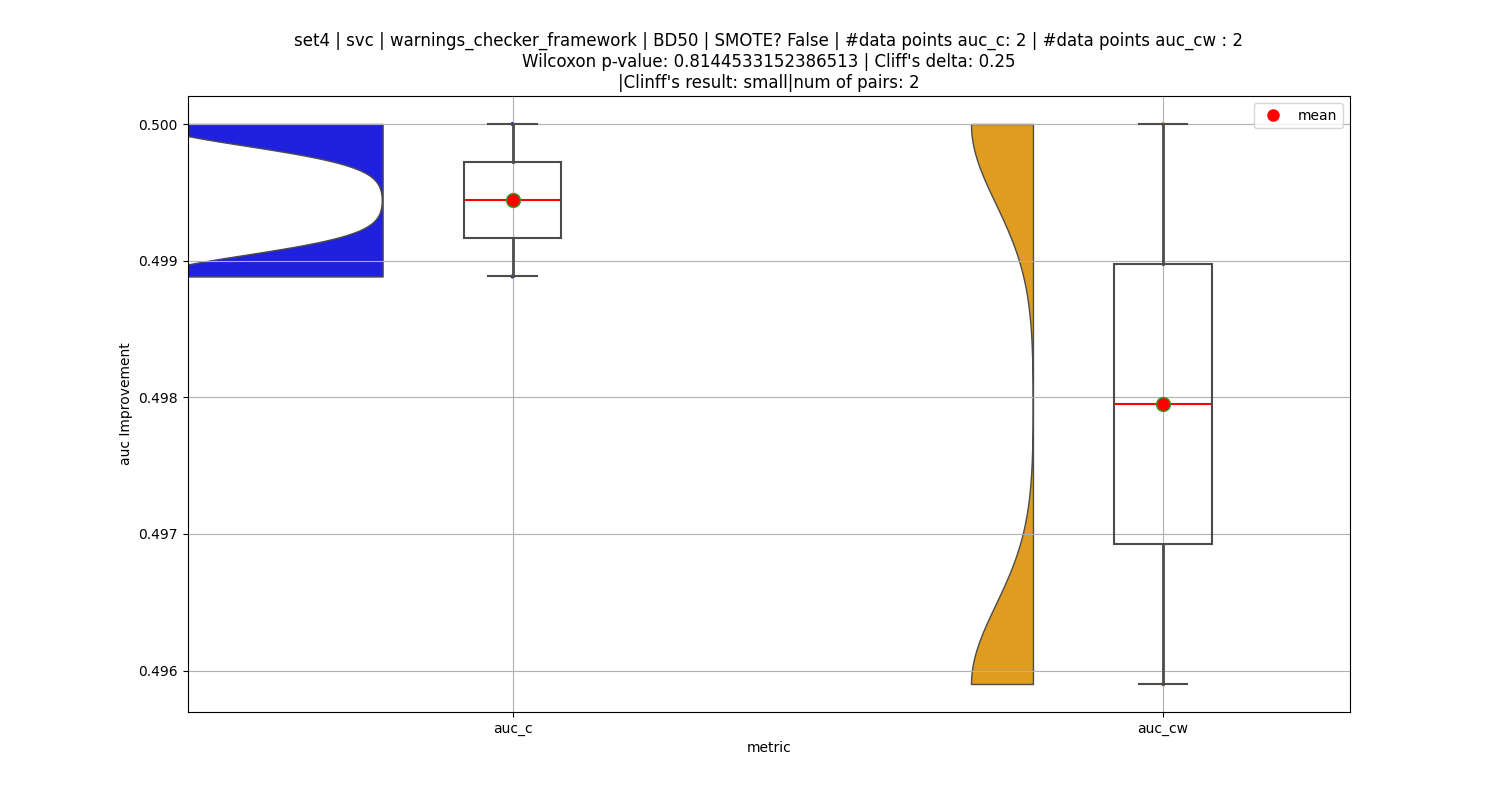 set4 | svc | warnings_checker_framework | BD50 | SMOTE? False | #data points auc_c: 2 | #data points auc_cw : 2
Wilcoxon p-value: 0.8144533152386513 | Cliff's delta: 0.25
|Clinff's result: small|num of pairs: 2
mean
0.500
0.499
0.498
0.497
0.496
auc Improvement
auc_c
auc_cw
metric